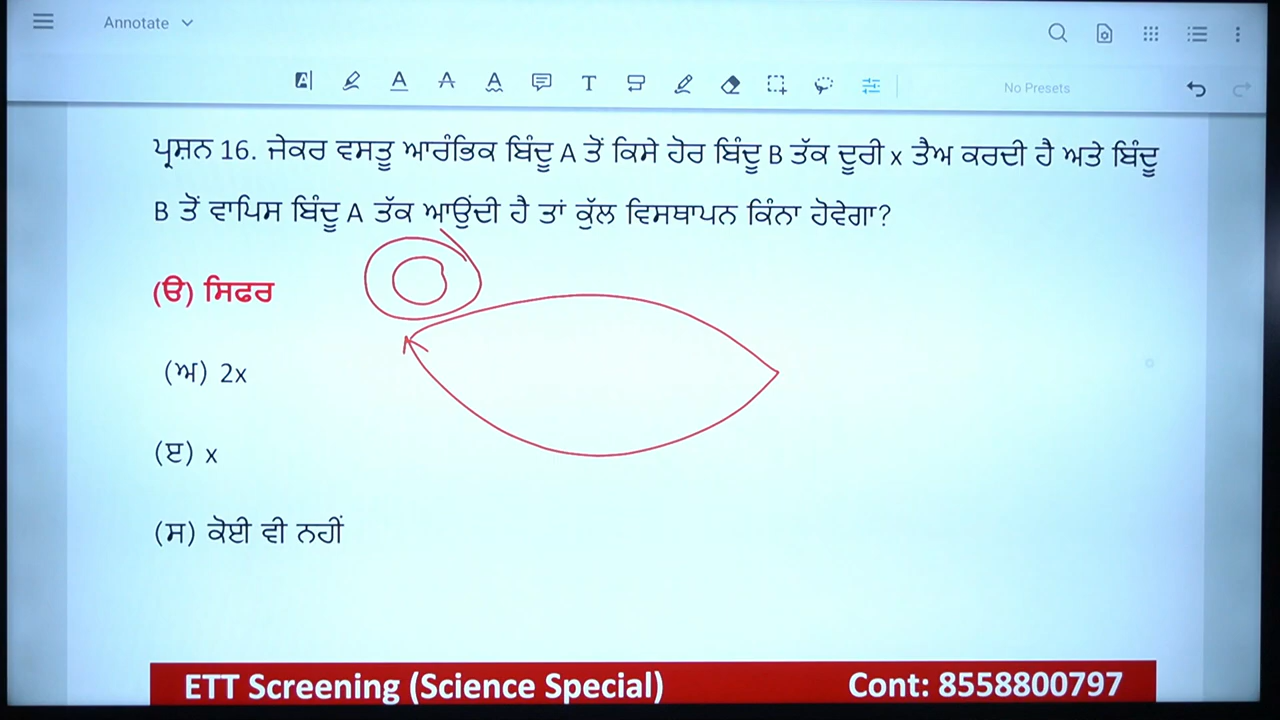 Annotate
No Presets
ਪ੍ਰਸ਼ਨ 16. ਜੇਕਰ ਵਸਤੂ ਆਰੰਭਿਕ ਬਿੰਦੂ A ਤੋਂ ਕਿਸੇ ਹੋਰ ਬਿੰਦੂ B ਤੱਕ ਦੂਰੀ x ਤੈਅ ਕਰਦੀ ਹੈ ਅਤੇ ਬਿੰਦੂ
B ਤੋਂ ਵਾਪਿਸ ਬਿੰਦੂ A ਤੱਕ ਆਉਂਦੀ ਹੈ ਤਾਂ ਕੁੱਲ ਵਿਸਥਾਪਨ ਕਿੰਨਾ ਹੋਵੇਗਾ?
(ੳ) ਸਿਫਰ
(ਅ) 2x
(ੲ) x
(ਸ) ਕੋਈ ਵੀ ਨਹੀਂ
ETT Screening (Science Special) Cont: 8558800797